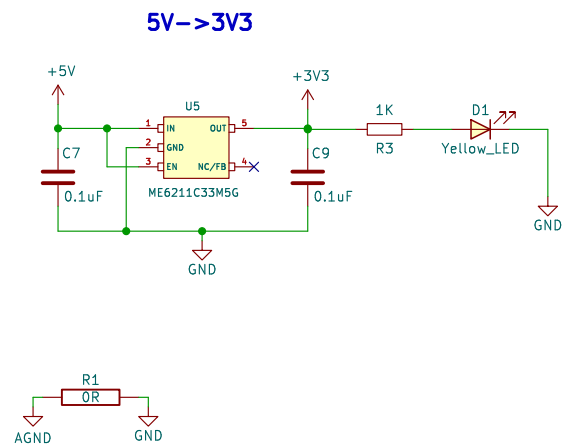 5V->3V3
+5V
+3V3
U5
1K
D1
1 IN OUT 5
2 GND
3 EN NC/FB 4
C7
C9
R3
Yellow_LED
0.1uF
ME6211C33M5G
0.1uF
GND
GND
R1
0R
AGND
GND